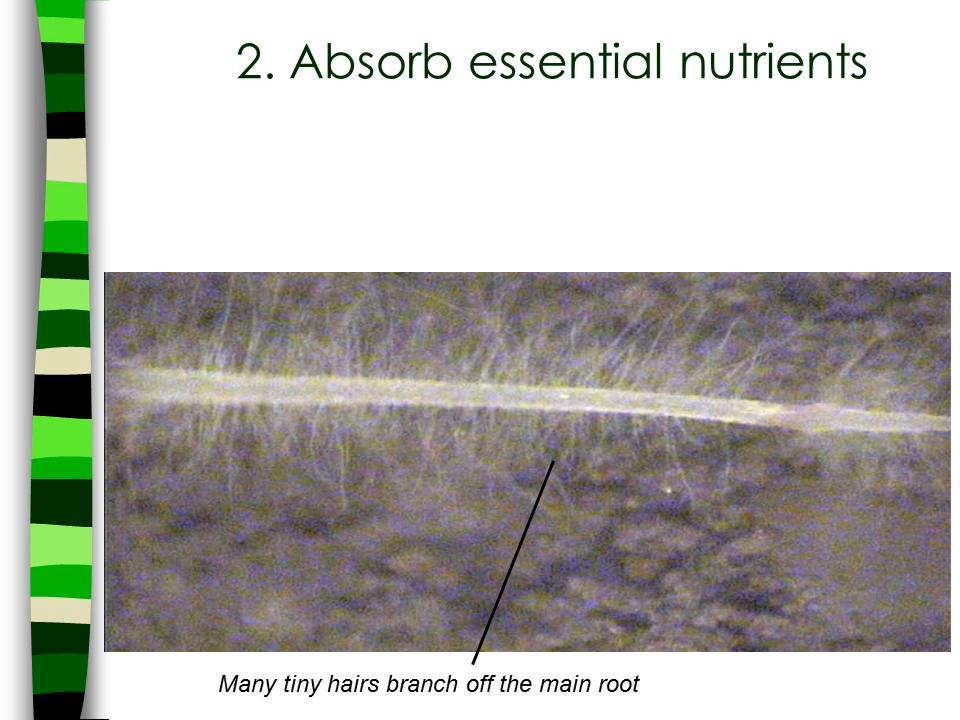 2. Absorb essential nutrients
Many tiny hairs branch off the main root